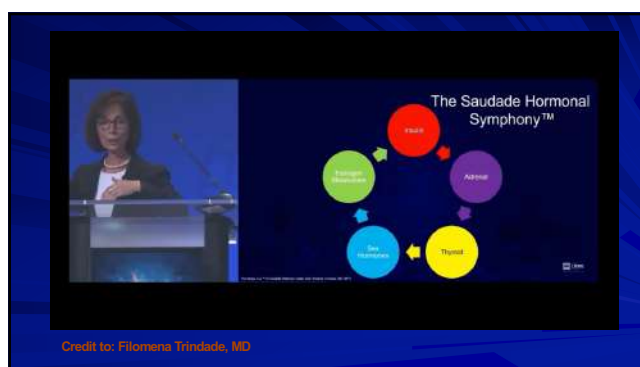 The Saudade Hormonal
Symphony™
Insulin
Adrenal
Thyroid
Sex
Hormones
Estrogen
Metabolism
Credit to: Filomena Trindade, MD